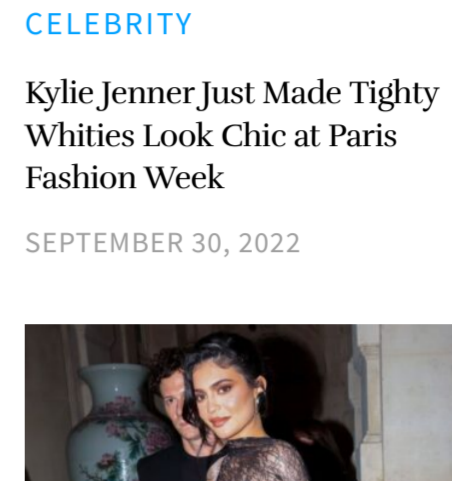 CELEBRITY
Kylie Jenner Just Made Tighty
Whities Look Chic at Paris
Fashion Week
SEPTEMBER 30, 2022